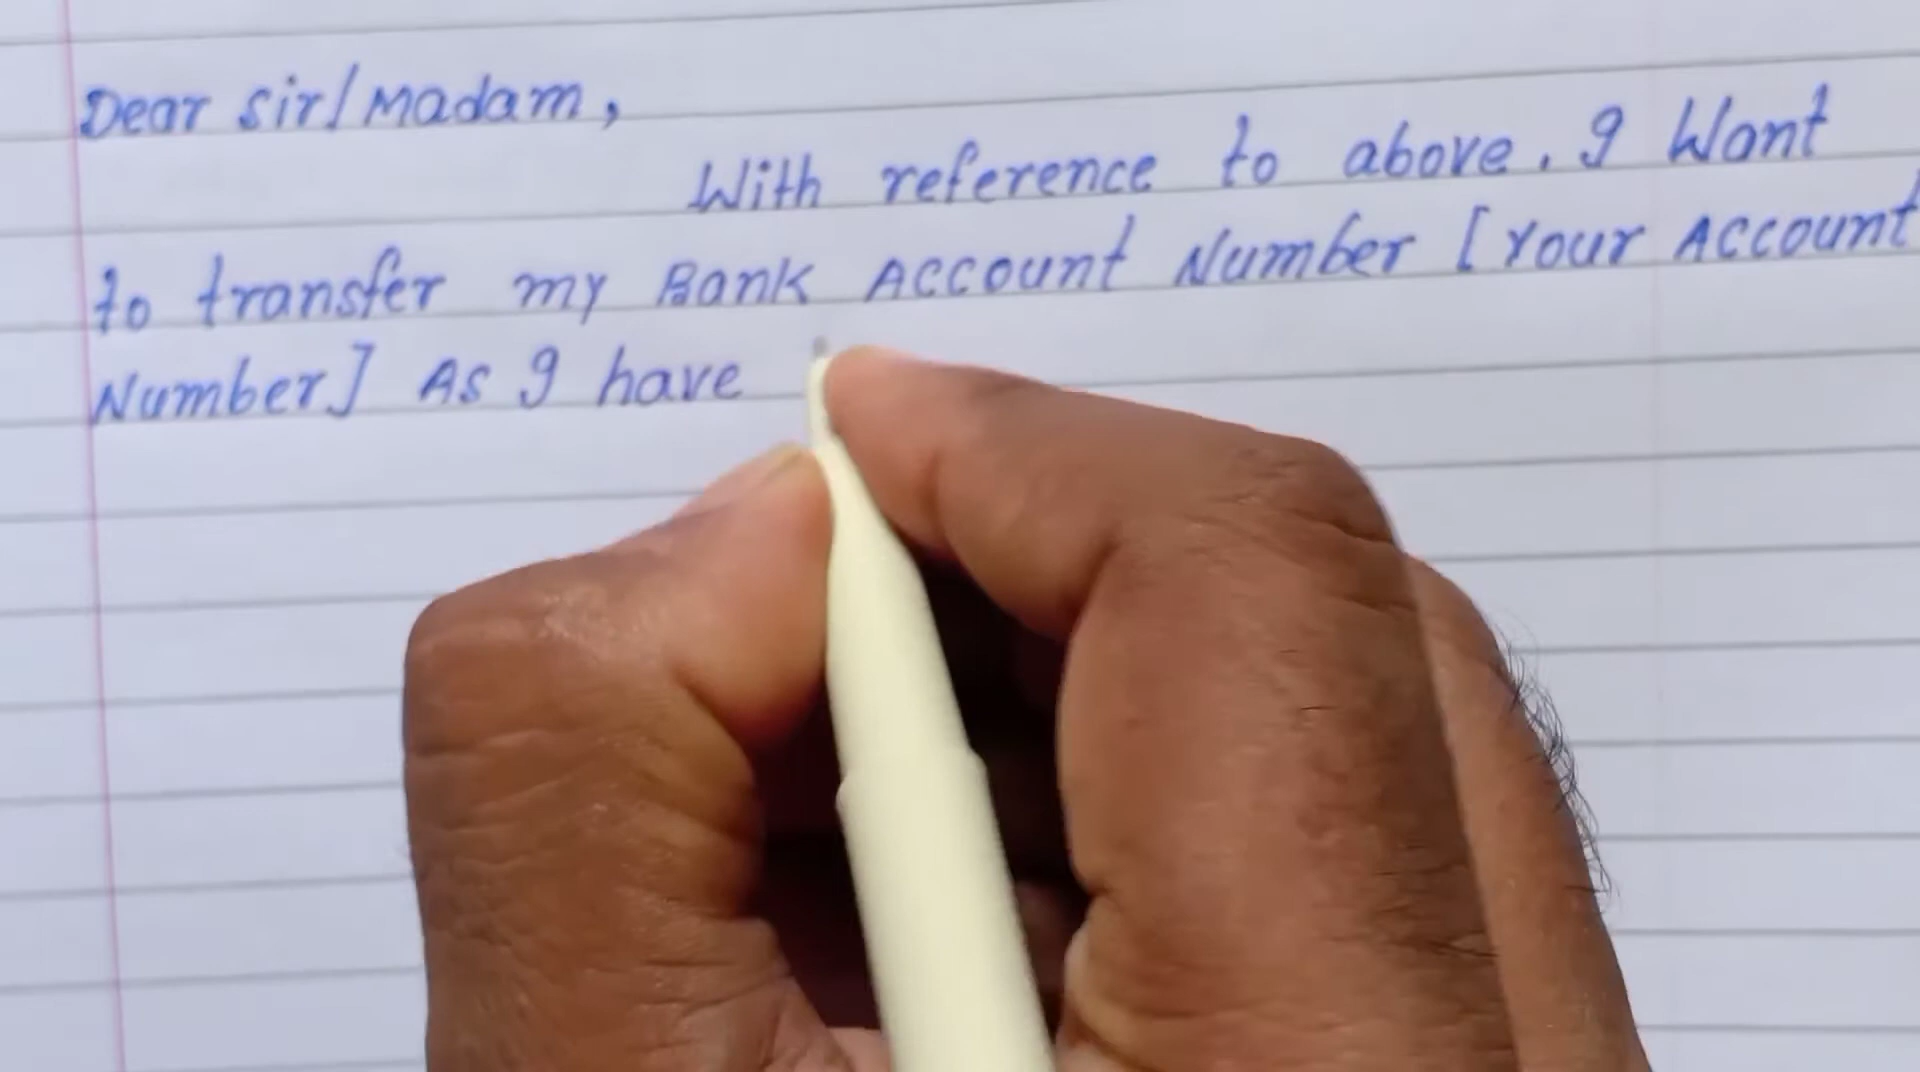 Dear Sir/Madam,
With reference to above. I Want
to transfer my Bank Account Number [Your Account
Number] As I have